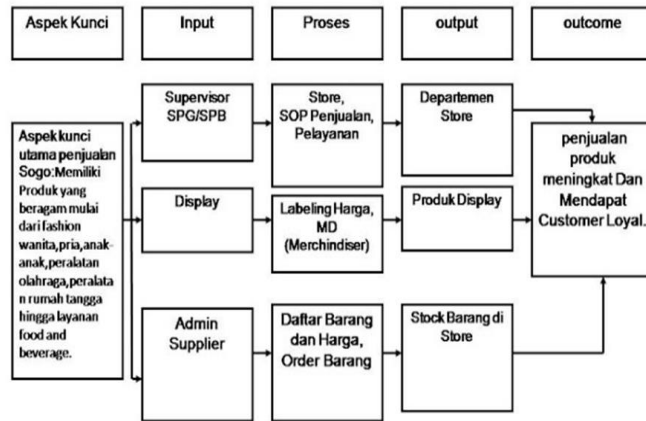 Aspek Kunci
Input
Proses
output
outcome
Aspek kunci
utama penjualan
Sogo:Memiliki
Produk yang
beragam mulai
dari fashion
wanita,pria,anak-
anak,peralatan
olahraga,peralata
n rumah tangga
hingga layanan
food and
beverage.
Supervisor
SPG/SPB
Store,
SOP Penjualan,
Pelayanan
Departemen
Store
Display
Labeling Harga,
MD
(Merchindiser)
Produk Display
Admin
Supplier
Daftar Barang
dan Harga,
Order Barang
Stock Barang di
Store
penjualan
produk
meningkat Dan
Mendapat
Customer Loyal.